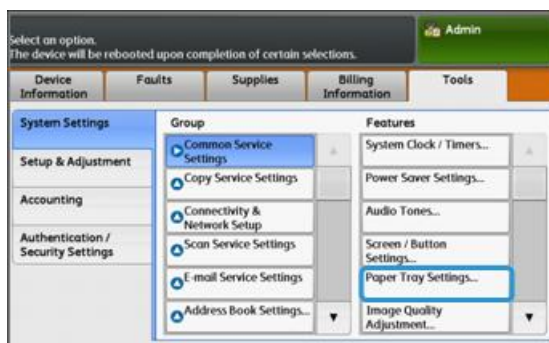 Select an option.
The device will be rebooted upon completion of certain selections.
Admin
Device
Information
Faults
Supplies
Billing
Information
Tools
System Settings
Setup & Adjustment
Accounting
Authentication /
Security Settings
Group
Common Service
Settings
Copy Service Settings
Connectivity &
Network Setup
Scan Service Settings
E-mail Service Settings
Address Book Settings...
Features
System Clock / Timers...
Power Saver Settings...
Audio Tones...
Screen / Button
Settings...
Paper Tray Settings...
Image Quality
Adjustment...